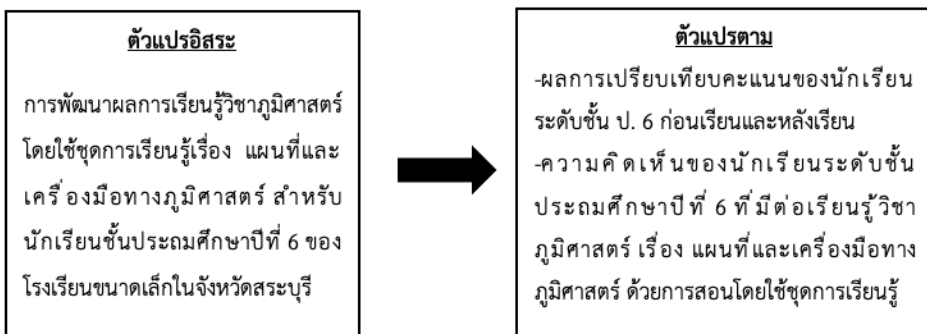 ตัวแปรอิสระ
การพัฒนาผลการเรียนรู้วิชาภูมิศาสตร์
โดยใช้ชุดการเรียนรู้เรื่อง แผนที่และ
เครื่องมือทางภูมิศาสตร์ สำหรับ
นักเรียนชั้นประถมศึกษาปีที่ 6 ของ
โรงเรียนขนาดเล็กในจังหวัดสระบุรี
ตัวแปรตาม
-ผลการเปรียบเทียบคะแนนของนักเรียน
ระดับชั้น ป. 6 ก่อนเรียนและหลังเรียน
-ความคิดเห็นของนักเรียนระดับชั้น
ประถมศึกษาปีที่ 6 ที่มีต่อเรียนรู้วิชา
ภูมิศาสตร์ เรื่อง แผนที่และเครื่องมือทาง
ภูมิศาสตร์ ด้วยการสอนโดยใช้ชุดการเรียนรู้